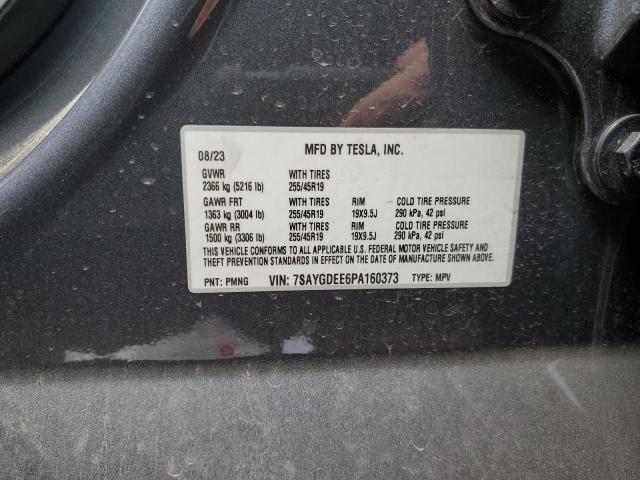 08/23 MFD BY TESLA, INC.
GVWR WITH TIRES
2366 kg (5216 lb) 255/45R19
GAWR FRT WITH TIRES RIM COLD TIRE PRESSURE
1363 kg (3004 lb) 255/45R19 19X9.5J 290 kPa, 42 psi
GAWR RR WITH TIRES RIM COLD TIRE PRESSURE
1500 kg (3306 lb) 255/45R19 19X9.5J 290 kPa, 42 psi
THIS VEHICLE CONFORMS TO ALL APPLICABLE U.S. FEDERAL MOTOR VEHICLE SAFETY AND
THEFT PREVENTION STANDARDS IN EFFECT ON THE DATE OF MANUFACTURE SHOWN ABOVE.
PNT: PMNG VIN: 7SAYGDEE6PA160373 TYPE: MPV